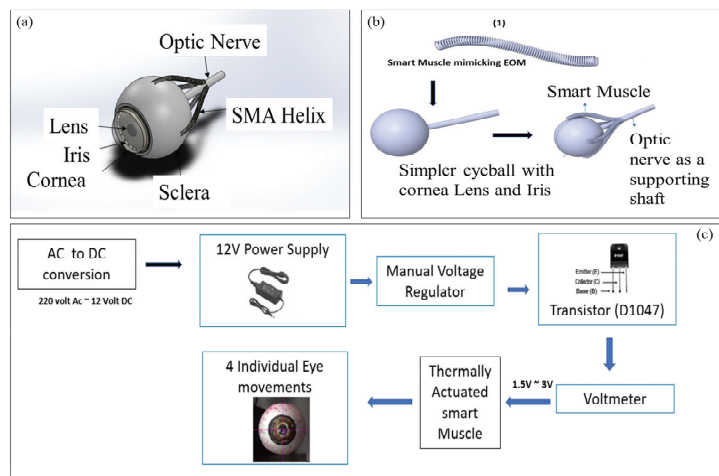 (a)
Optic Nerve
SMA Helix
Lens
Iris
Cornea
Sclera
(b)
(1)
Smart Muscle mimicking EOM
Smart Muscle
Simpler eyeball with
cornea Lens and Iris
Optic
nerve as a
supporting
shaft
(c)
AC to DC
conversion
220 volt Ac ~ 12 Volt DC
12V Power Supply
Manual Voltage
Regulator
Emitter (E)
Collector (C)
Base (B)
Transistor (D1047)
Voltmeter
1.5V ~ 3V
Thermally
Actuated
smart
Muscle
4 Individual Eye
movements